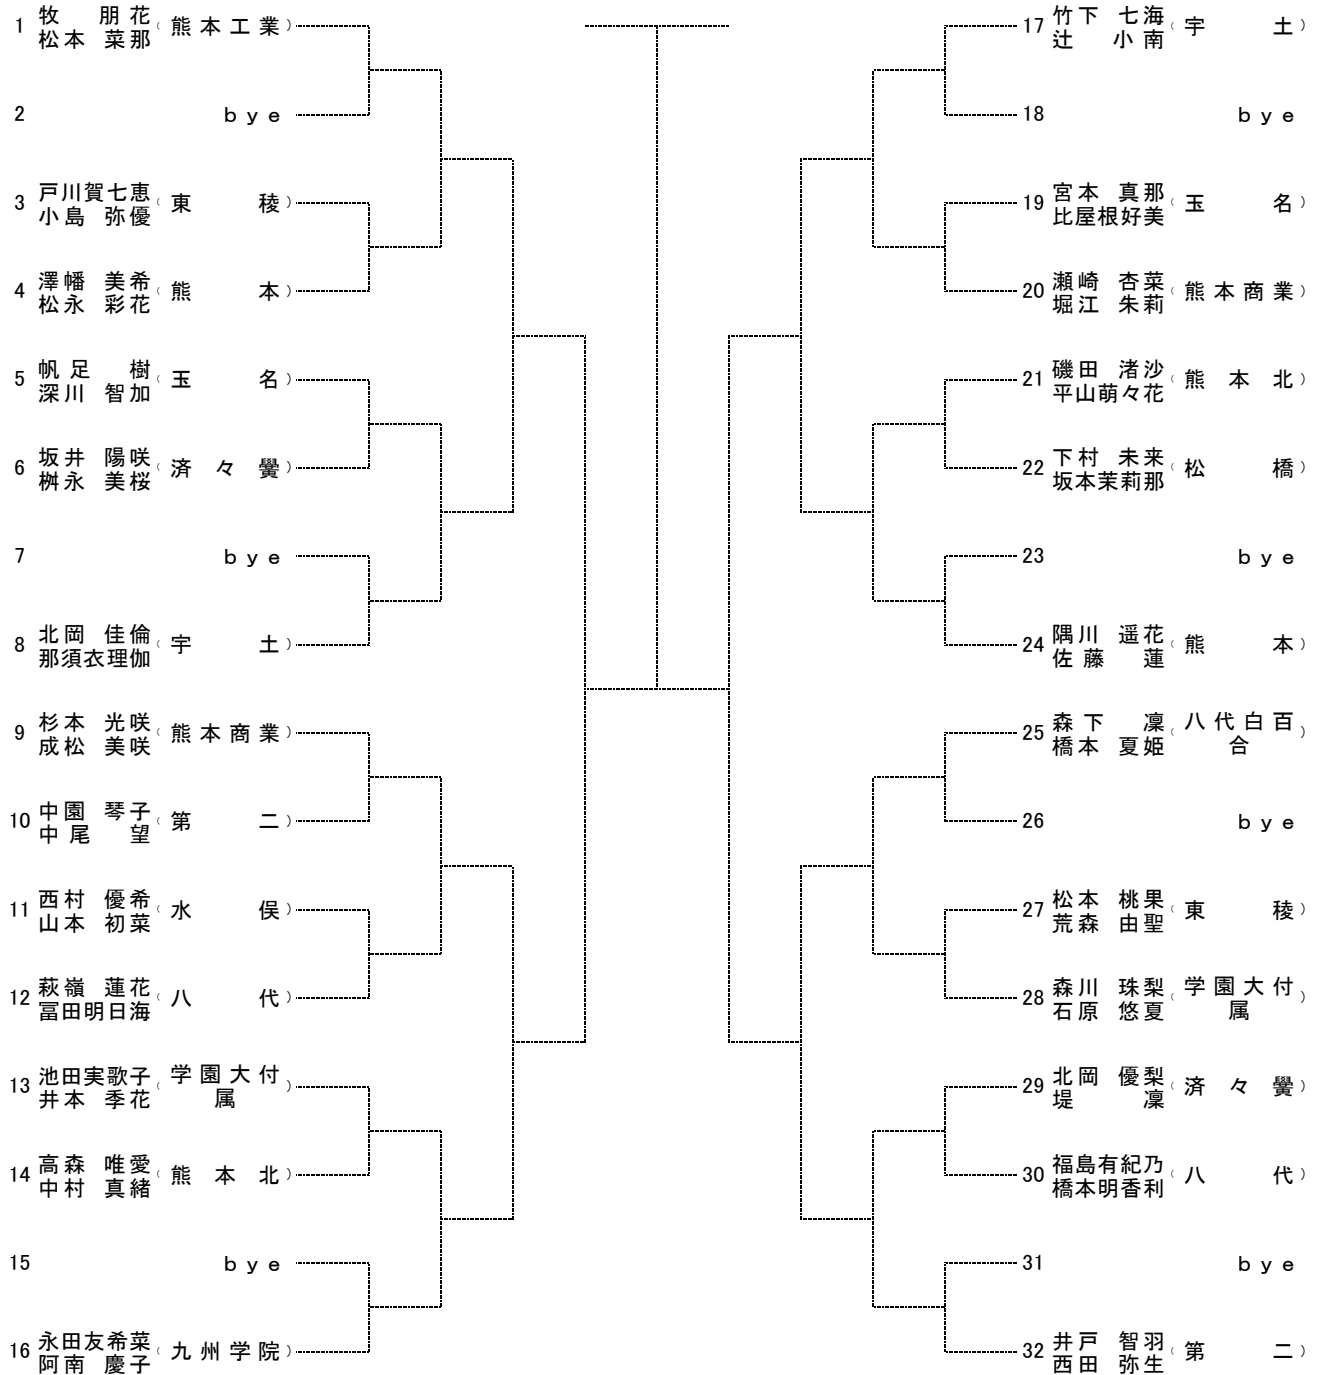 1 牧 朋花 (熊本工業)
松本 菜那
2 bye
3 戸川賀七恵 (東 稜)
小島 弥優
4 澤幡 美希 (熊 本)
松永 彩花
5 帆足 樹 (玉 名)
深川 智加
6 坂井 陽咲 (済々黌)
桝永 美桜
7 bye
8 北岡 佳倫 (宇 土)
那須衣理伽
9 杉本 光咲 (熊本商業)
成松 美咲
10 中園 琴子 (第 二)
中尾 望
11 西村 優希 (水 俣)
山本 初菜
12 萩嶺 蓮花 (八 代)
冨田明日海
13 池田実歌子 (学園大付属)
井本 季花
14 高森 唯愛 (熊本北)
中村 真緒
15 bye
16 永田友希菜 (九州学院)
阿南 慶子
17 竹下 七海 (宇 土)
辻 小南
18 bye
19 宮本 真那 (玉 名)
比屋根好美
20 瀬崎 杏菜 (熊本商業)
堀江 朱莉
21 磯田 渚沙 (熊本北)
平山萌々花
22 下村 未来 (松 橋)
坂本茉莉那
23 bye
24 隅川 遥花 (熊 本)
佐藤 蓮
25 森下 凜 (八代白百合)
橋本 夏姫
26 bye
27 松本 桃果 (東 稜)
荒森 由聖
28 森川 珠梨 (学園大付属)
石原 悠夏
29 北岡 優梨 (済々黌)
堤 凜
30 福島有紀乃 (八 代)
橋本明香利
31 bye
32 井戸 智羽 (第 二)
西田 弥生